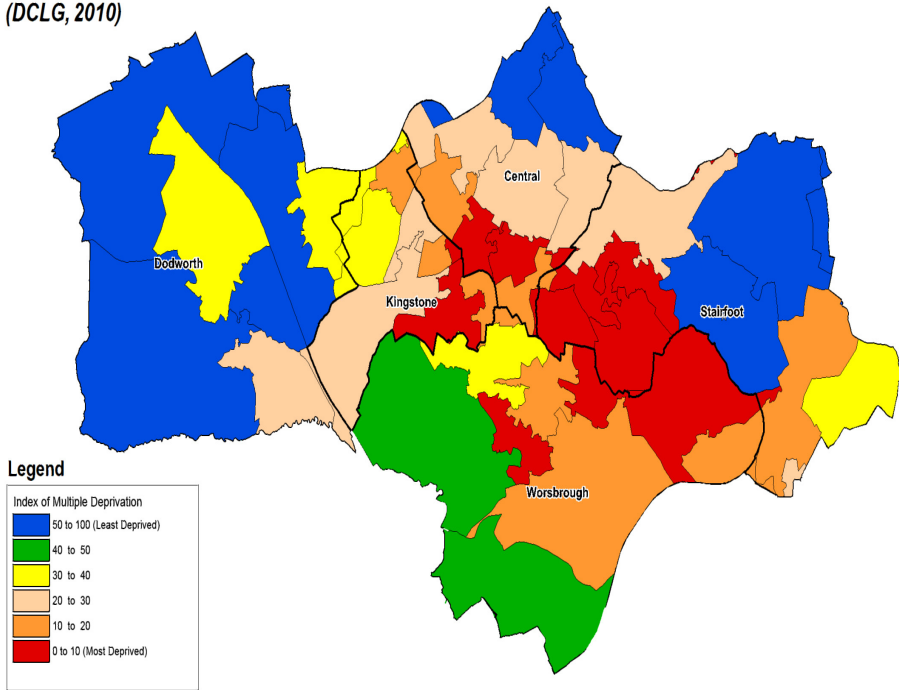 (DCLG, 2010)
Central
Dodworth
Kingstone
Stairfoot
Worsbrough
Legend
Index of Multiple Deprivation
50 to 100 (Least Deprived)
40 to 50
30 to 40
20 to 30
10 to 20
0 to 10 (Most Deprived)